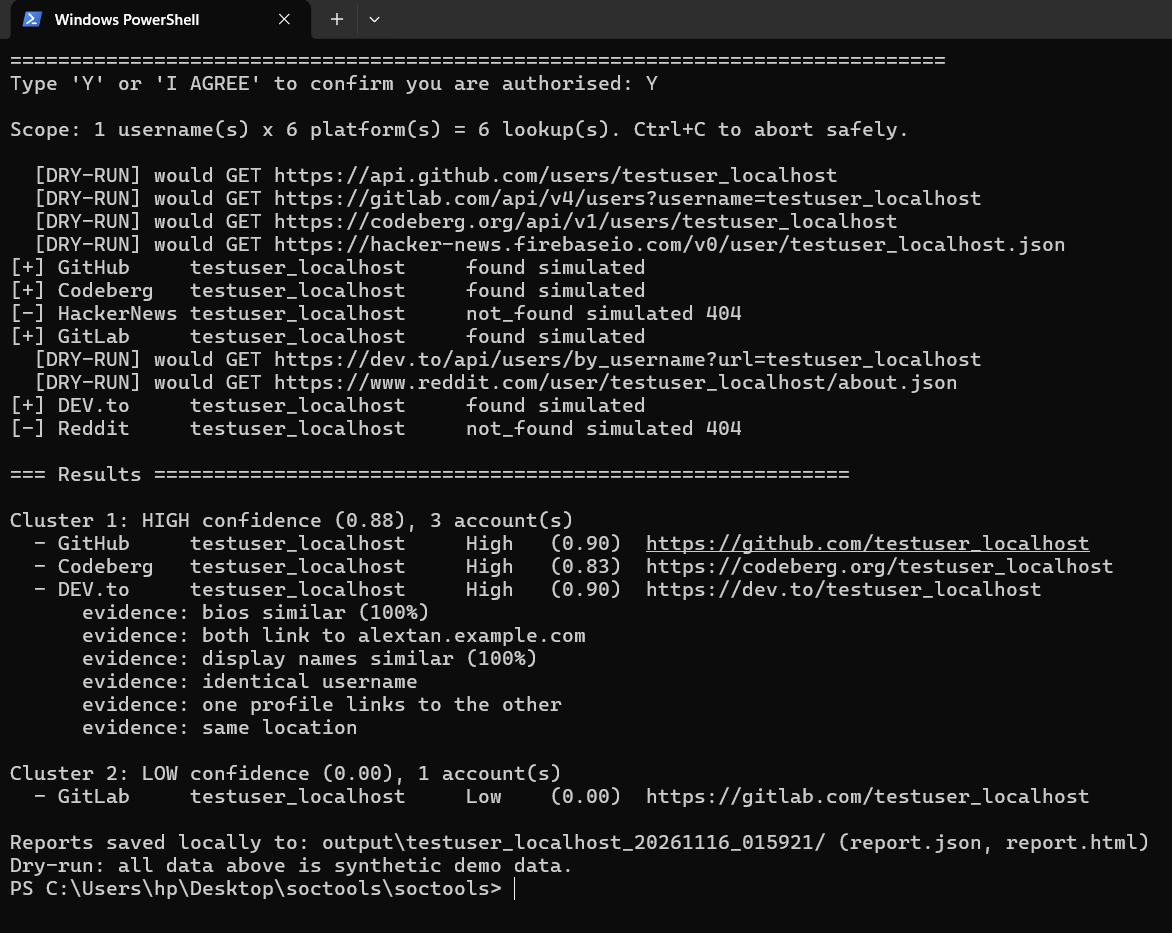 Windows PowerShell
==============================================================================
Type 'Y' or 'I AGREE' to confirm you are authorised: Y
Scope: 1 username(s) x 6 platform(s) = 6 lookup(s). Ctrl+C to abort safely.
[DRY-RUN] would GET https://api.github.com/users/testuser_localhost
[DRY-RUN] would GET https://gitlab.com/api/v4/users?username=testuser_localhost
[DRY-RUN] would GET https://codeberg.org/api/v1/users/testuser_localhost
[DRY-RUN] would GET https://hacker-news.firebaseio.com/v0/user/testuser_localhost.json
[+] GitHub     testuser_localhost     found simulated
[+] Codeberg   testuser_localhost     found simulated
[-] HackerNews testuser_localhost     not_found simulated 404
[+] GitLab     testuser_localhost     found simulated
[DRY-RUN] would GET https://dev.to/api/users/by_username?url=testuser_localhost
[DRY-RUN] would GET https://www.reddit.com/user/testuser_localhost/about.json
[+] DEV.to     testuser_localhost     found simulated
[-] Reddit     testuser_localhost     not_found simulated 404
=== Results ==========================================================
Cluster 1: HIGH confidence (0.88), 3 account(s)
- GitHub     testuser_localhost     High   (0.90)  https://github.com/testuser_localhost
- Codeberg   testuser_localhost     High   (0.83)  https://codeberg.org/testuser_localhost
- DEV.to     testuser_localhost     High   (0.90)  https://dev.to/testuser_localhost
evidence: bios similar (100%)
evidence: both link to alextan.example.com
evidence: display names similar (100%)
evidence: identical username
evidence: one profile links to the other
evidence: same location
Cluster 2: LOW confidence (0.00), 1 account(s)
- GitLab     testuser_localhost     Low    (0.00)  https://gitlab.com/testuser_localhost
Reports saved locally to: output\testuser_localhost_20261116_015921/ (report.json, report.html)
Dry-run: all data above is synthetic demo data.
PS C:\Users\hp\Desktop\soctools\soctools>